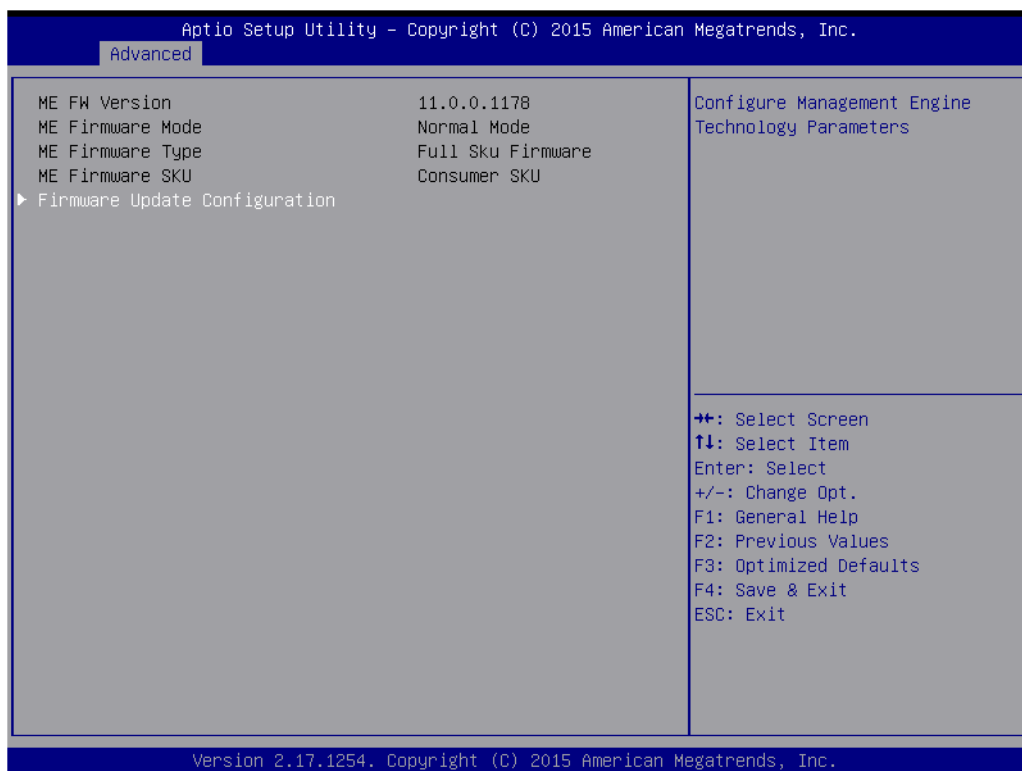 Aptio Setup Utility – Copyright (C) 2015 American Megatrends, Inc.
Advanced
ME FW Version 11.0.0.1178
ME Firmware Mode Normal Mode
ME Firmware Type Full Sku Firmware
ME Firmware SKU Consumer SKU
▶ Firmware Update Configuration
Configure Management Engine
Technology Parameters
→←: Select Screen
↑↓: Select Item
Enter: Select
+/-: Change Opt.
F1: General Help
F2: Previous Values
F3: Optimized Defaults
F4: Save & Exit
ESC: Exit
Version 2.17.1254. Copyright (C) 2015 American Megatrends, Inc.